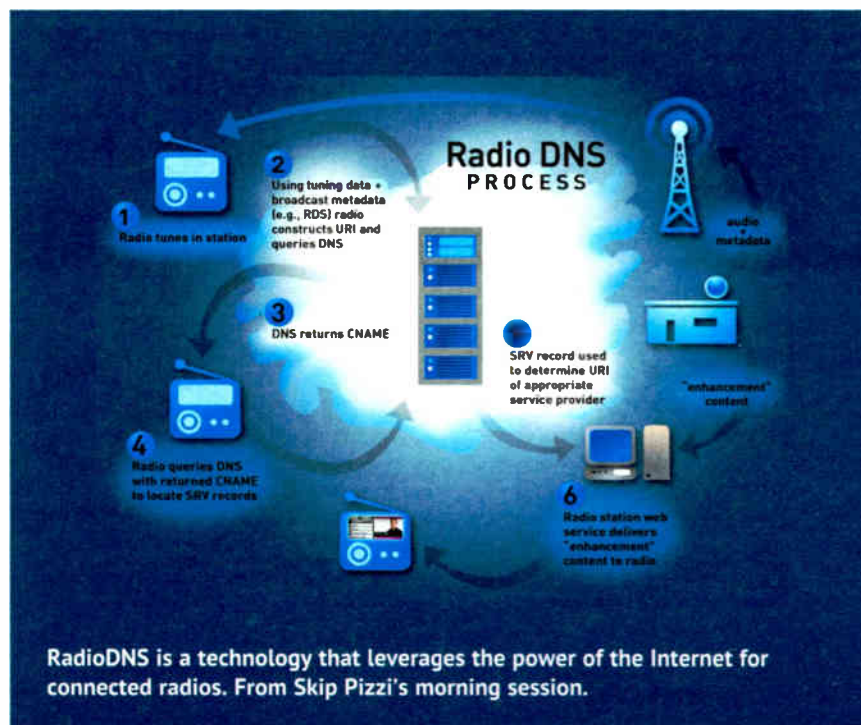 Radio DNS
PROCESS
1
Radio tunes in station
2
Using tuning data +
broadcast metadata
(e.g., RDS) radio
constructs URI and
queries DNS
3
DNS returns CNAME
4
Radio queries DNS
with returned CNAME
to locate SRV records
SRV record used
to determine URI
of appropriate
service provider
6
Radio station web
service delivers
"enhancement"
content to radio
audio
+
metadata
"enhancement"
content
RadioDNS is a technology that leverages the power of the Internet for
connected radios. From Skip Pizzi's morning session.